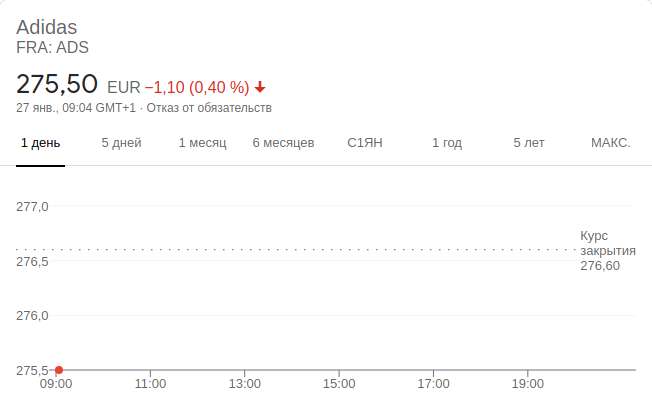 Adidas
FRA: ADS
275,50 EUR −1,10 (0,40 %)
27 янв., 09:04 GMT+1 · Отказ от обязательств
1 день 5 дней 1 месяц 6 месяцев С1ЯН 1 год 5 лет МАКС.
277,0
Курс
закрытия
276,60
276,5
276,0
275,5
09:00 11:00 13:00 15:00 17:00 19:00